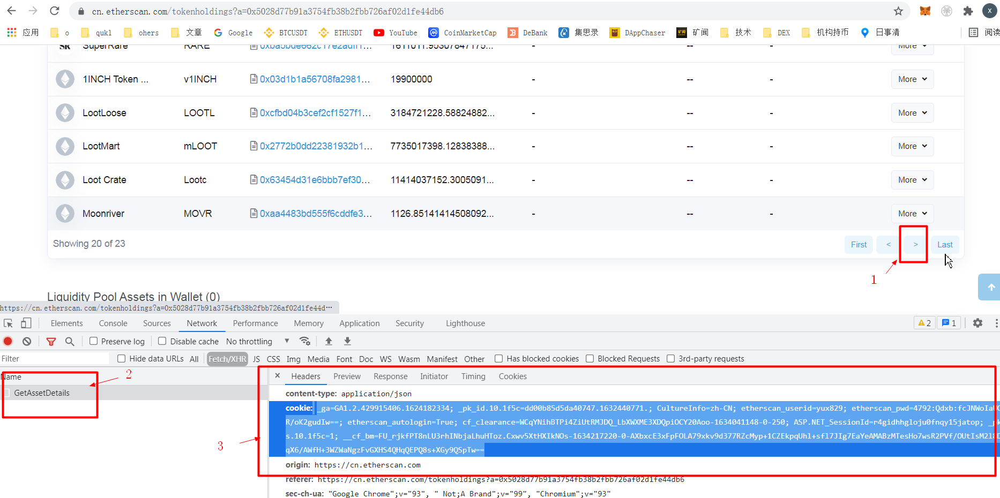 cn.etherscan.com/tokenholdings?a=0x5028d77b91a3754fb38b2fbb726af02d1fe44db6
X
应用 o qukl ohers 文章 Google BTCUSDT ETHUSDT YouTube CoinMarketCap DeBank 集思录 DAppChaser 矿闻 技术 DEX 机构持币 日事清 阅读
SuperRare RARE 0xba5bde662c17e2adff1... 1611011.95307847175... - -- - More
1INCH Token ... v1INCH 0x03d1b1a56708fa2981... 19900000 - -- - More
LootLoose LOOTL 0xcfbd04b3cef2cf1527f1... 3184721228.58824882... - -- - More
LootMart mLOOT 0x2772b0dd22381932b1... 7735017398.12838388... - -- - More
Loot Crate Lootc 0x63454d31e6bbb7ef30... 11414037152.3005091... - -- - More
Moonriver MOVR 0xaa4483bd555f6cddfe3... 1126.85141414508092... - -- - More
Showing 20 of 23 First < > Last
1
Liquidity Pool Assets in Wallet (0)
https://cn.etherscan.com/tokenholdings?a=0x5028d77b91a3754fb38b2fbb726af02d1fe44d…
Elements Console Sources Network Performance Memory Application Security Lighthouse 2 1
Preserve log Disable cache No throttling
Filter Hide data URLs All Fetch/XHR JS CSS Img Media Font Doc WS Wasm Manifest Other Has blocked cookies Blocked Requests 3rd-party requests
Name 2 × Headers Preview Response Initiator Timing Cookies
GetAssetDetails
content-type: application/json
cookie: _ga=GA1.2.429915406.1624182334; _pk_id.10.1f5c=dd00b85d5da40747.1632440771.; CultureInfo=zh-CN; etherscan_userid=yux829; etherscan_pwd=4792:Qdxb:fcJNWoIaUC
R/oK2gudIw==; etherscan_autologin=True; cf_clearance=WCqYNihBTPi4ZiUtRMJDQ_LbXWXME3XDQpiOCY20Aoo-1634041148-0-250; ASP.NET_SessionId=r4gidhhgloju0fnqy15jatop; _pk
s.10.1f5c=1; __cf_bm=FU_rjkfPT8nLU3rhINbjaLhuHToz.Cxwv5XtHXIkNOs-1634217220-0-AXbxcE3xFpFOLA79xkv9d377RZcMyp+1CZEkpqUhl+sfl7JIg7EaYeAMABzMTesHo7wsR2PVf/OUtIsM2l8D
qX6/AWfH+3WZWaNgzFvGXHS4QHqQEPQ8s+XGy9QSpTw==
3
origin: https://cn.etherscan.com
referer: https://cn.etherscan.com/tokenholdings?a=0x5028d77b91a3754fb38b2fbb726af02d1fe44db6
sec-ch-ua: "Google Chrome";v="93", " Not;A Brand";v="99", "Chromium";v="93"